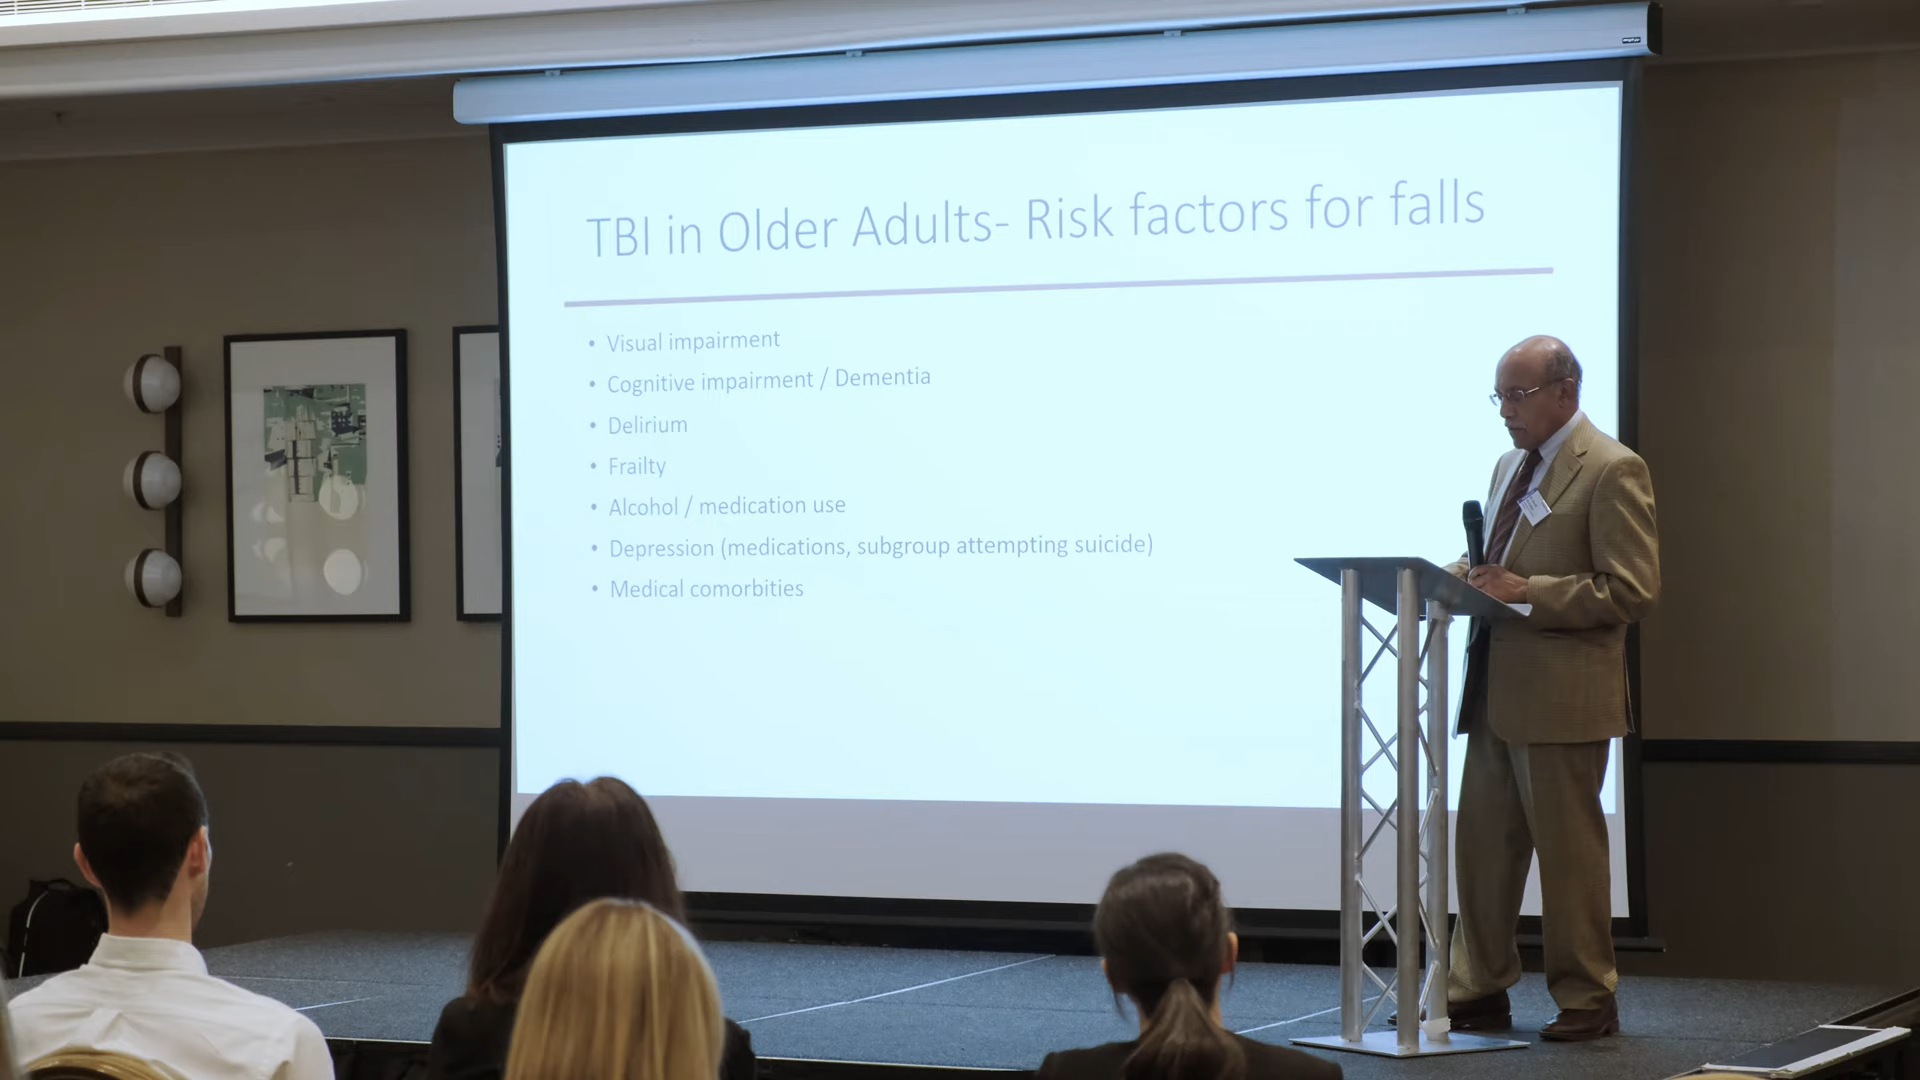 TBI in Older Adults- Risk factors for falls
• Visual impairment
• Cognitive impairment / Dementia
• Delirium
• Frailty
• Alcohol / medication use
• Depression (medications, subgroup attempting suicide)
• Medical comorbities